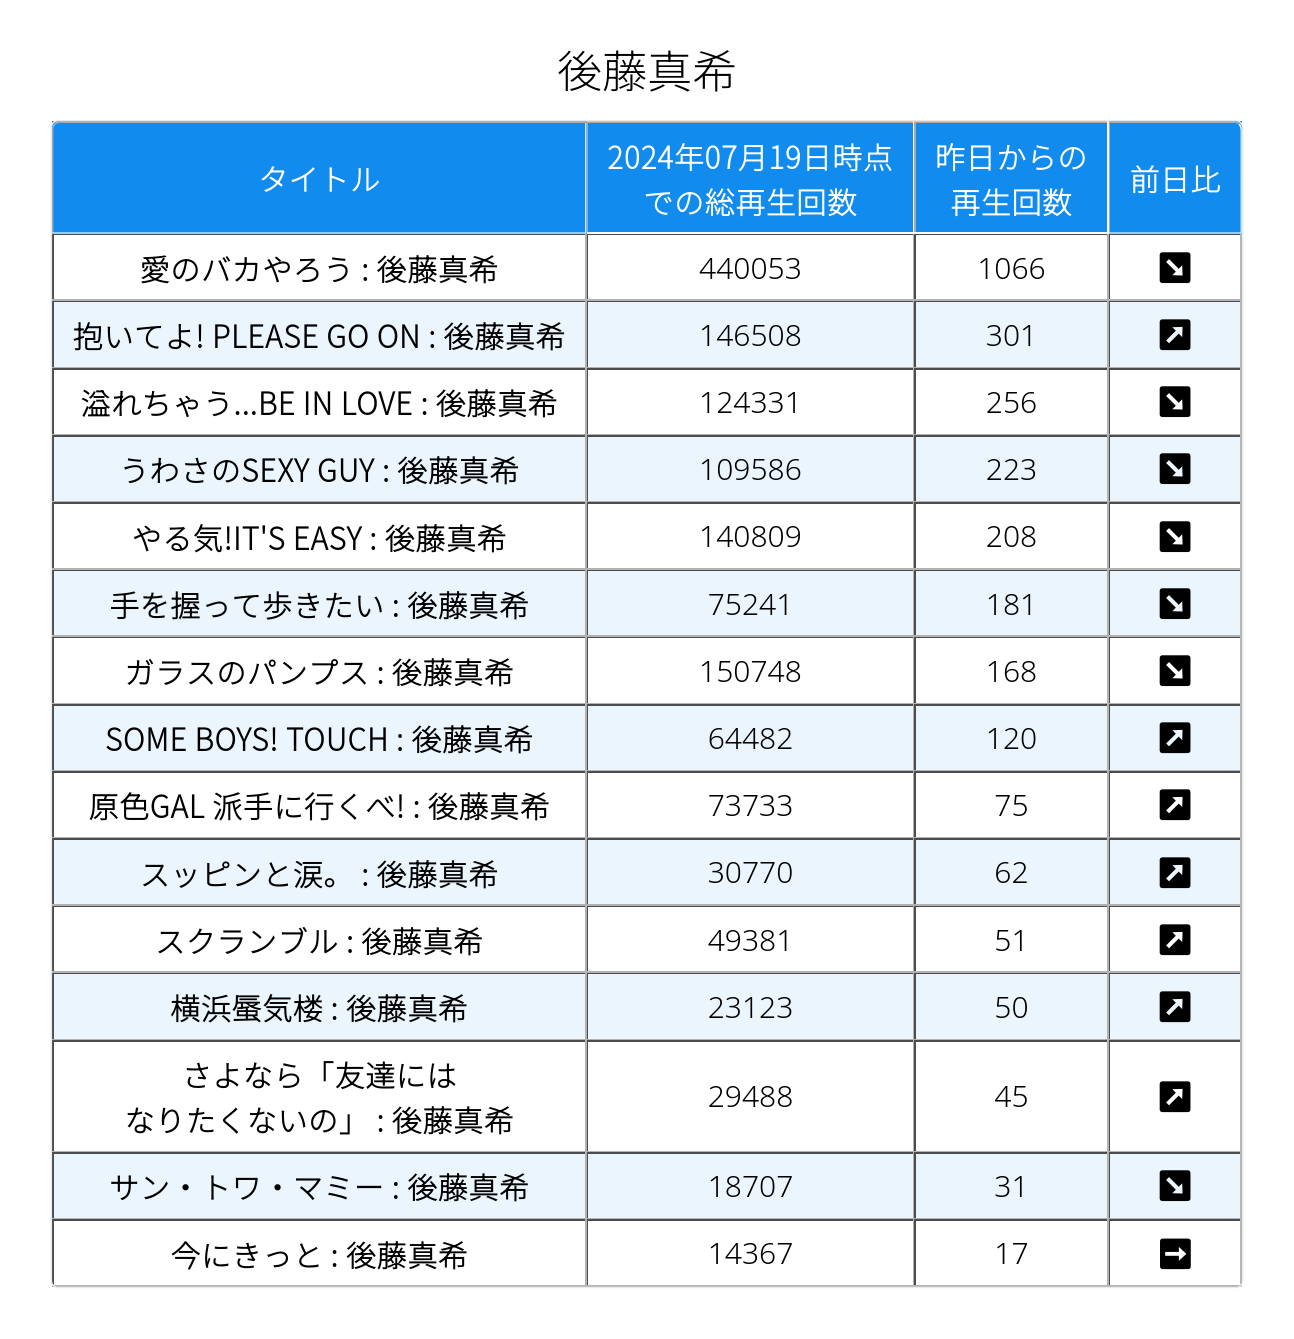 後藤真希
タイトル
2024年07月19日時点
での総再生回数
昨日からの
再生回数
前日比
愛のバカやろう : 後藤真希 440053 1066 ↘
抱いてよ! PLEASE GO ON : 後藤真希 146508 301 ↗
溢れちゃう...BE IN LOVE : 後藤真希 124331 256 ↘
うわさのSEXY GUY : 後藤真希 109586 223 ↘
やる気!IT'S EASY : 後藤真希 140809 208 ↘
手を握って歩きたい : 後藤真希 75241 181 ↘
ガラスのパンプス : 後藤真希 150748 168 ↘
SOME BOYS! TOUCH : 後藤真希 64482 120 ↗
原色GAL 派手に行くべ! : 後藤真希 73733 75 ↗
スッピンと涙。 : 後藤真希 30770 62 ↗
スクランブル : 後藤真希 49381 51 ↗
横浜蜃気楼 : 後藤真希 23123 50 ↗
さよなら「友達には
なりたくないの」 : 後藤真希 29488 45 ↗
サン・トワ・マミー : 後藤真希 18707 31 ↘
今にきっと : 後藤真希 14367 17 →